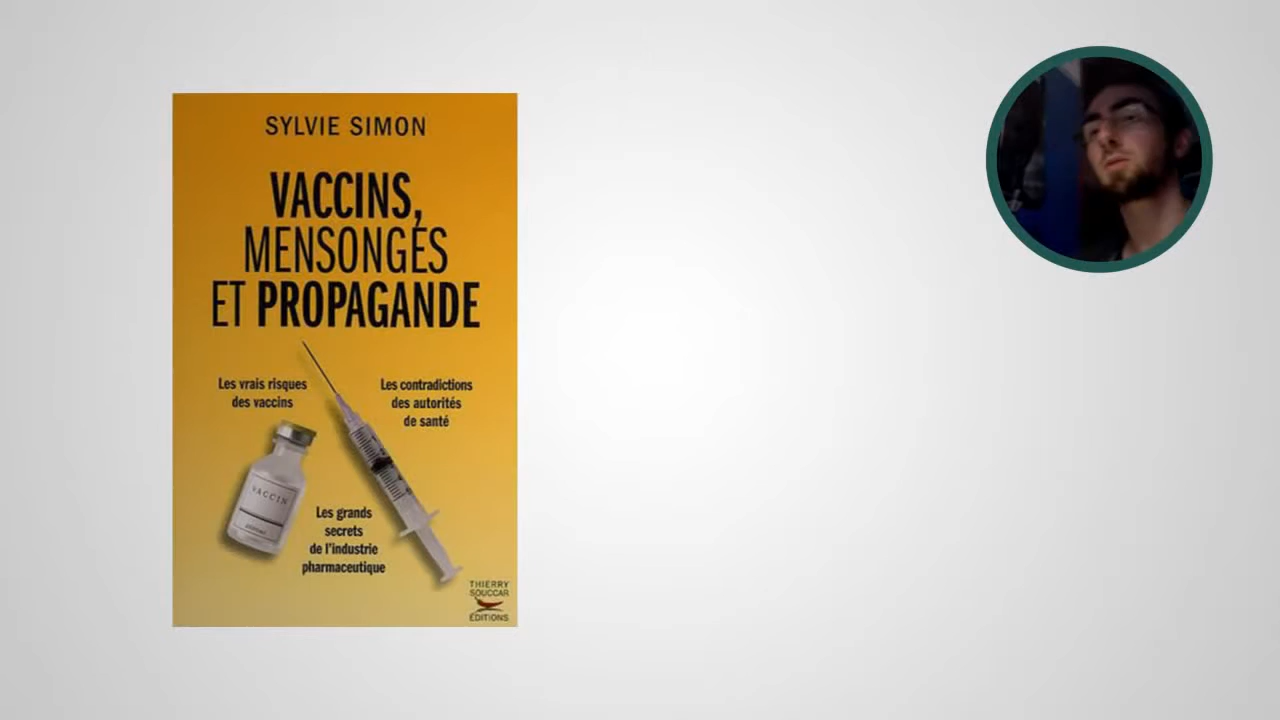 SYLVIE SIMON
VACCINS,
MENSONGES
ET PROPAGANDE
Les vrais risques
des vaccins
Les contradictions
des autorités
de santé
VACCIN
Les grands
secrets
de l'industrie
pharmaceutique
THIERRY
SOUCCAR
ÉDITIONS